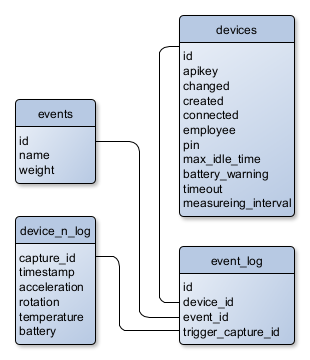 devices
id
apikey
changed
created
connected
employee
pin
max_idle_time
battery_warning
timeout
measureing_interval
events
id
name
weight
device_n_log
capture_id
timestamp
acceleration
rotation
temperature
battery
event_log
id
device_id
event_id
trigger_capture_id